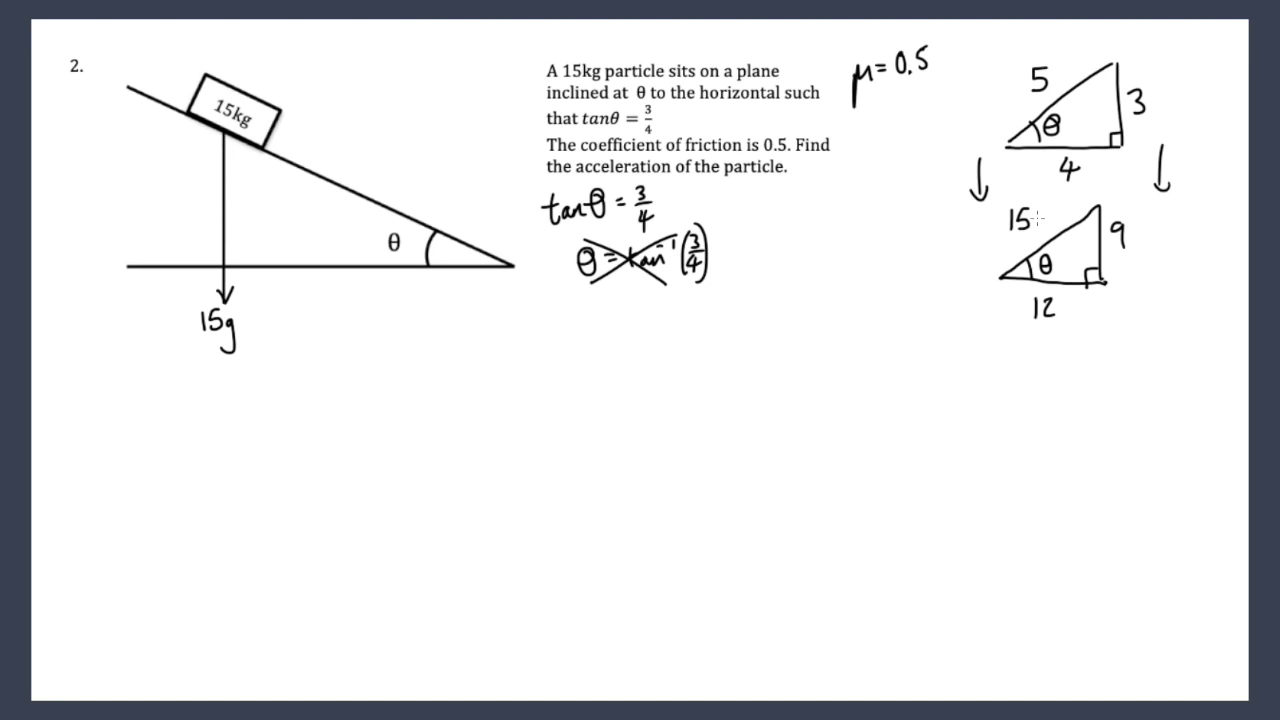 2.
15kg
θ
15g
A 15kg particle sits on a plane
inclined at θ to the horizontal such
that tanθ = 3/4
The coefficient of friction is 0.5. Find
the acceleration of the particle.
tanθ = 3/4
θ = tan⁻¹(3/4)
μ = 0.5
5
3
θ
4
15
9
θ
12